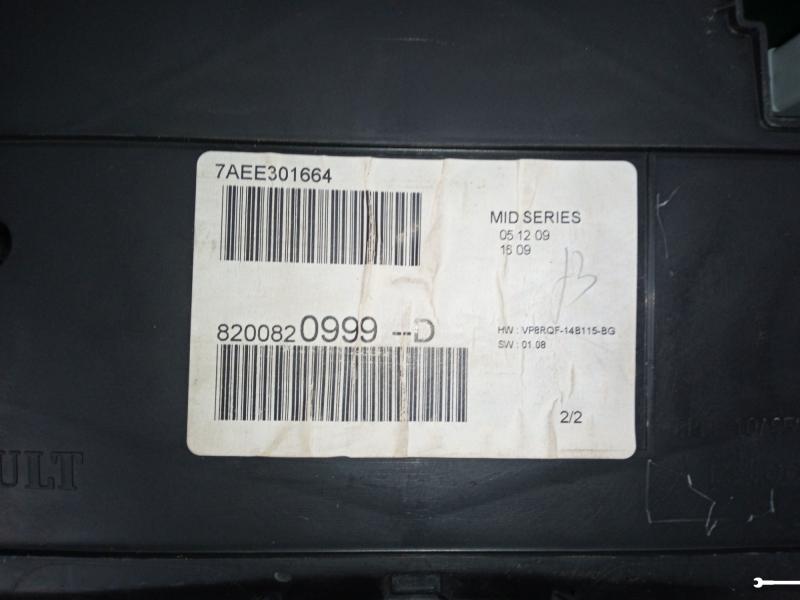 7AEE301664
MID SERIES
05 12 09
16 09
8200820999--D
HW : VP8RQF-14B115-BG
SW : 01.08
2/2
ULT